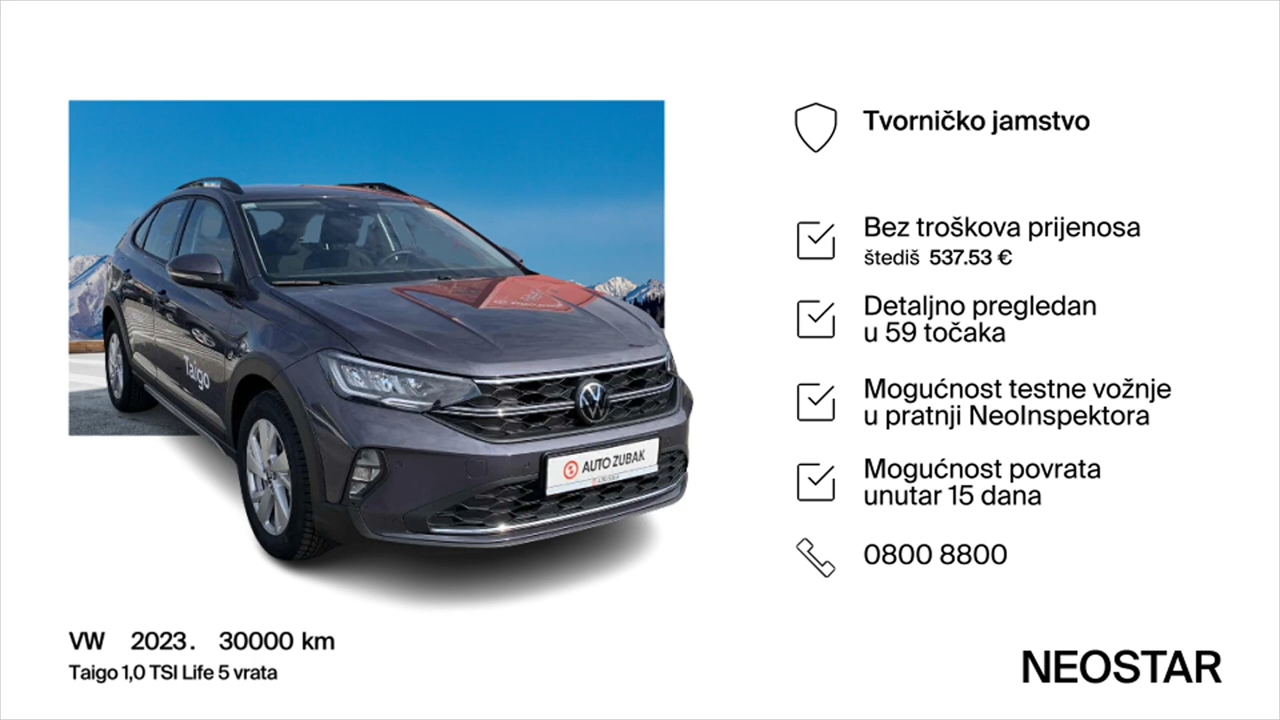 Tvorničko jamstvo
Bez troškova prijenosa
štediš 537.53 €
Detaljno pregledan
u 59 točaka
Mogućnost testne vožnje
u pratnji NeoInspektora
Mogućnost povrata
unutar 15 dana
0800 8800
Taigo
AUTO ZUBAK
VW 2023. 30000 km
Taigo 1,0 TSI Life 5 vrata
NEOSTAR